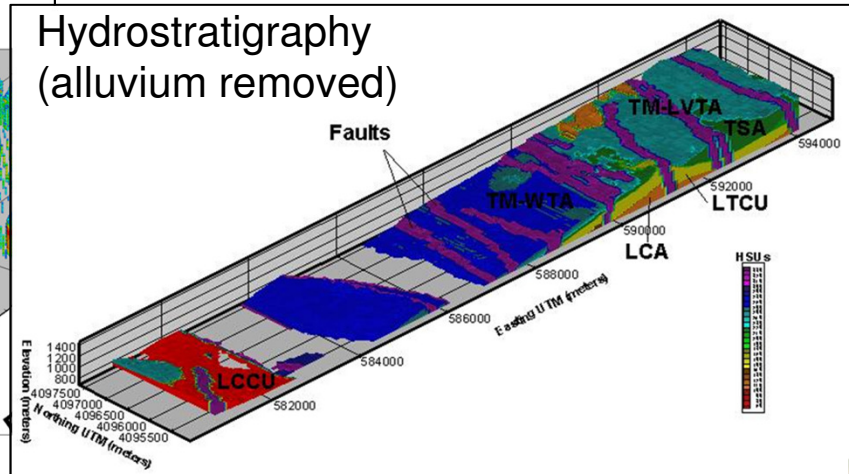 Hydrostratigraphy
(alluvium removed)
Faults
TM-LVTA
TSA
594000
592000
LTCU
TM-WTA
590000
LCA
HSUs
588000
Easting UTM (meters)
586000
584000
1400
1200
1000
800
Elevation (meters)
LCCU
582000
4097500
4097000
4096500
4096000
4095500
Northing UTM (meters)